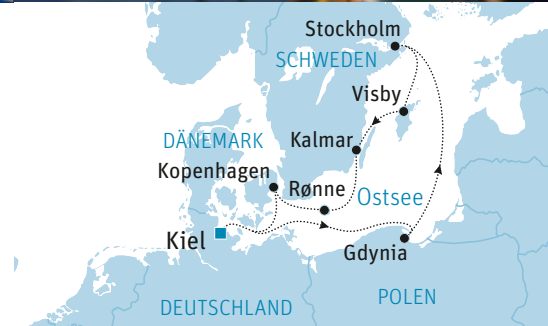 Stockholm
SCHWEDEN
Visby
DÄNEMARK
Kalmar
Kopenhagen
Rønne
Ostsee
Kiel
Gdynia
DEUTSCHLAND
POLEN